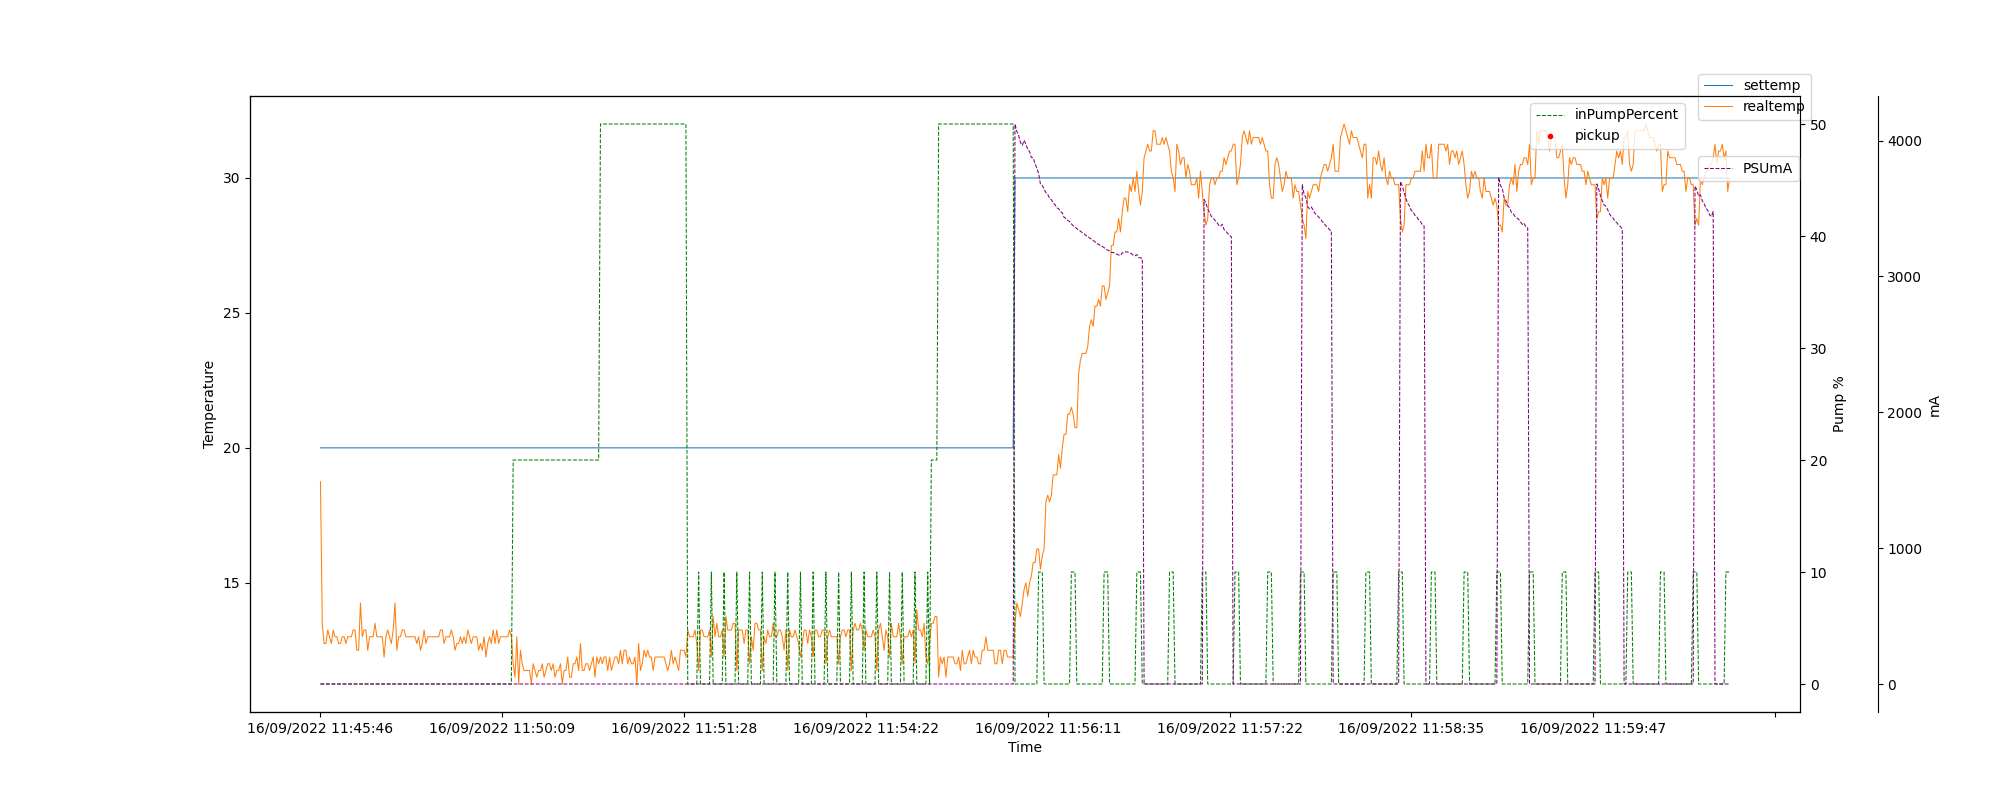 settemp
realtemp
inPumpPercent
pickup
PSUmA
30
25
20
15
Temperature
50
40
30
20
10
0
Pump %
4000
3000
2000
1000
0
mA
16/09/2022 11:45:46
16/09/2022 11:50:09
16/09/2022 11:51:28
16/09/2022 11:54:22
16/09/2022 11:56:11
16/09/2022 11:57:22
16/09/2022 11:58:35
16/09/2022 11:59:47
Time